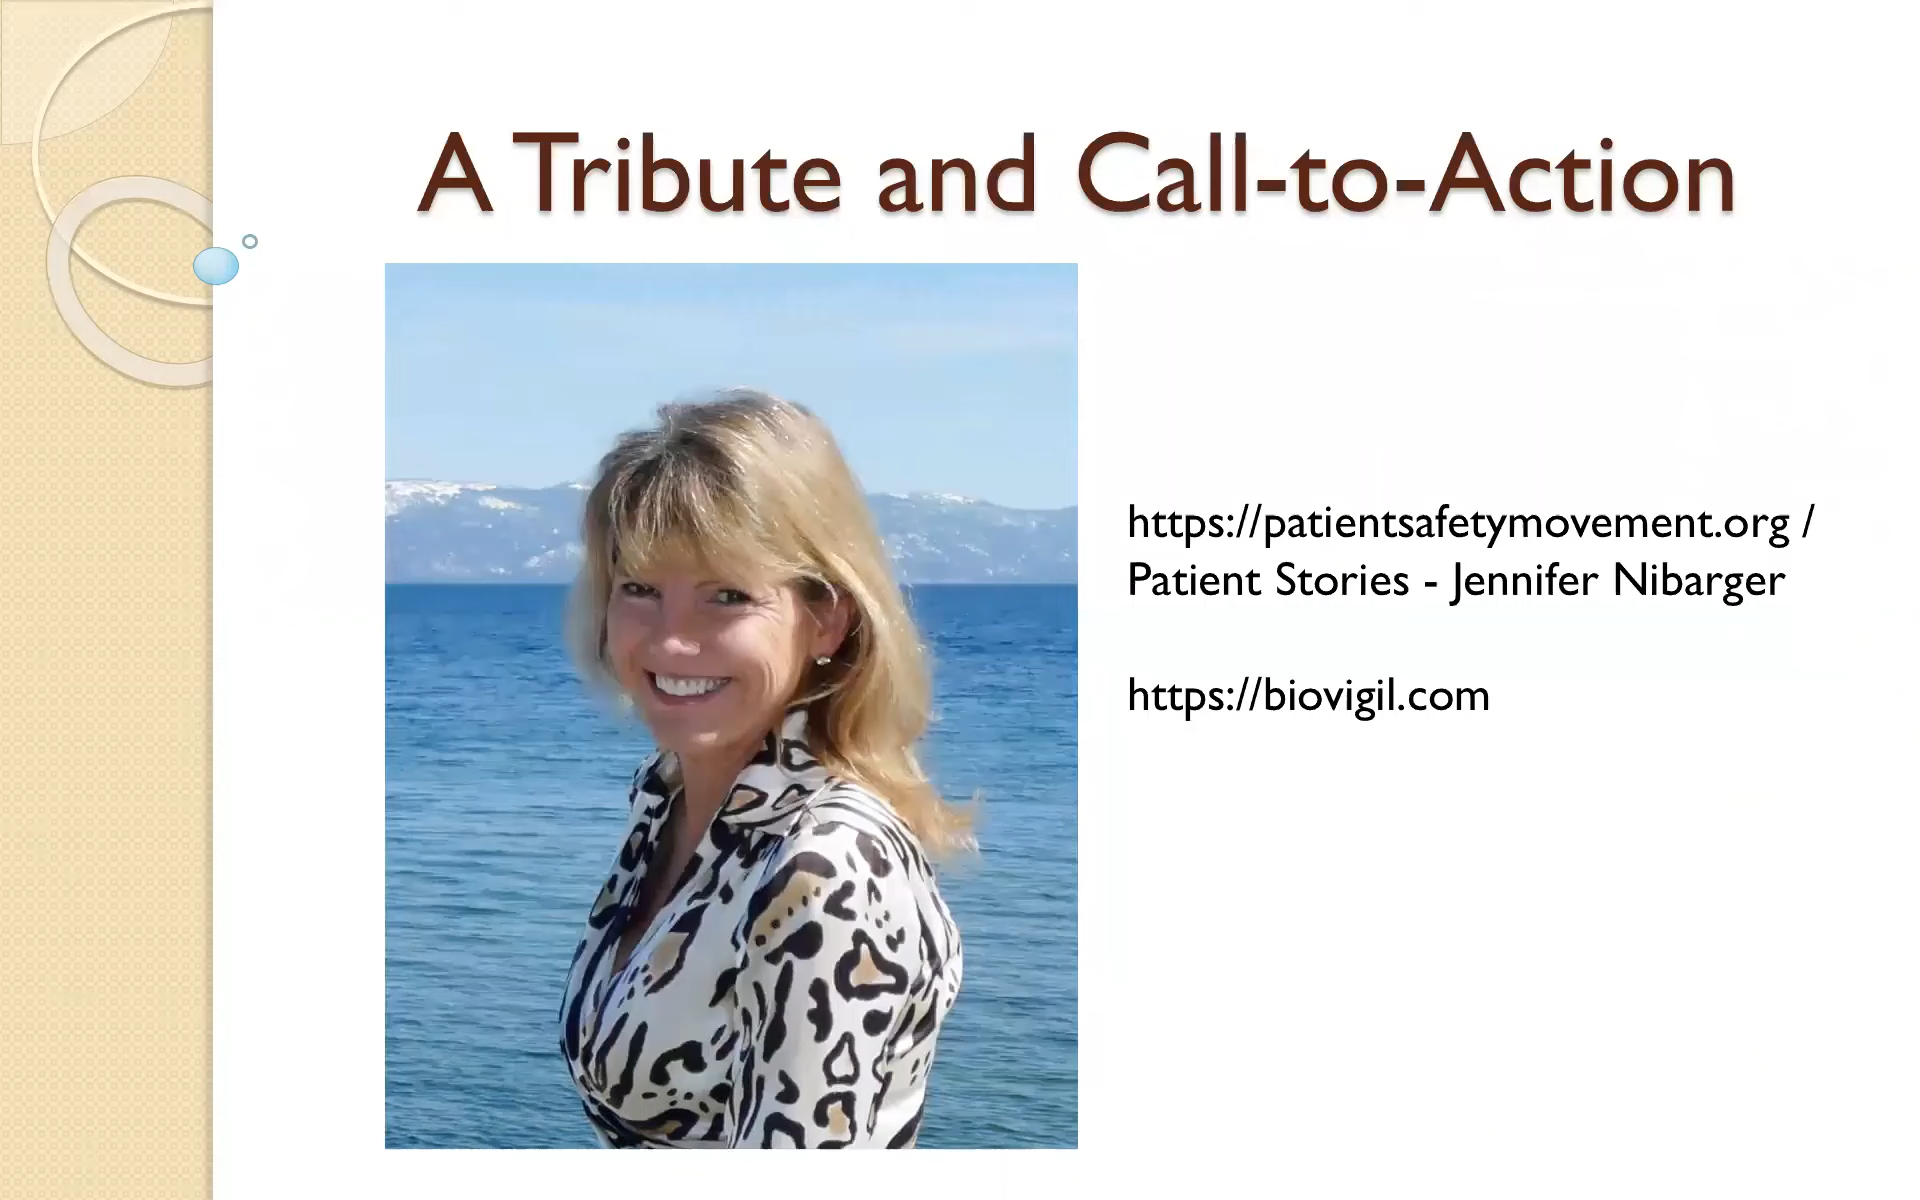 A Tribute and Call-to-Action
https://patientsafetymovement.org /
Patient Stories - Jennifer Nibarger
https://biovigil.com